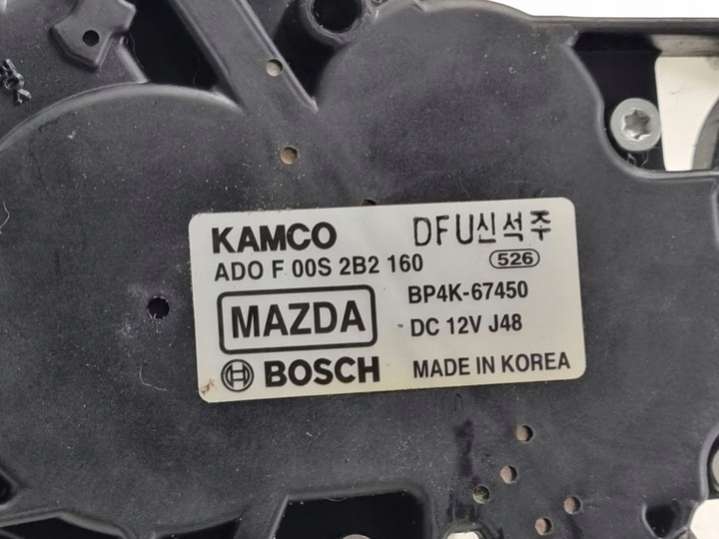 KAMCO DFU신석주
ADO F 00S 2B2 160 526
MAZDA BP4K-67450
DC 12V J48
BOSCH MADE IN KOREA